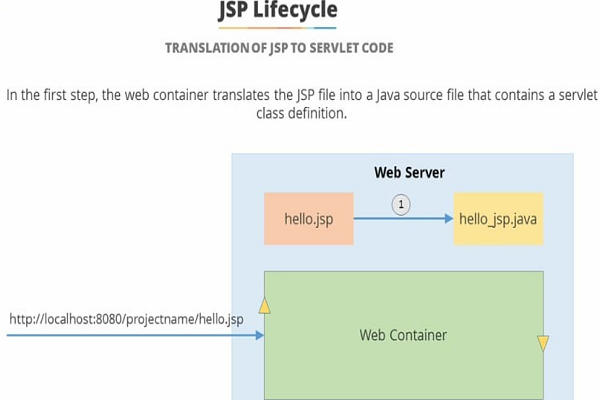 JSP Lifecycle
TRANSLATION OF JSP TO SERVLET CODE
In the first step, the web container translates the JSP file into a Java source file that contains a servlet
class definition.
Web Server
1
hello.jsp
hello_jsp.java
http://localhost:8080/projectname/hello.jsp
Web Container